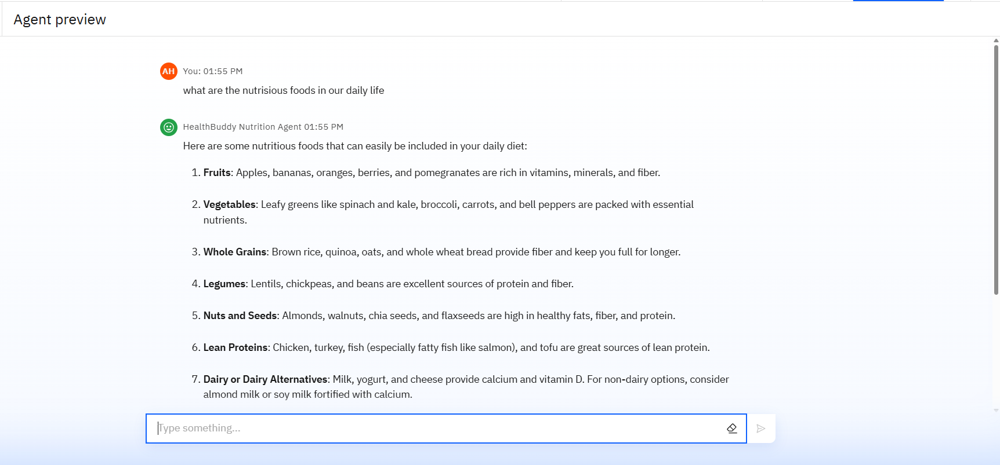 Agent preview
AH You: 01:55 PM
what are the nutrisious foods in our daily life
HealthBuddy Nutrition Agent 01:55 PM
Here are some nutritious foods that can easily be included in your daily diet:
1. Fruits: Apples, bananas, oranges, berries, and pomegranates are rich in vitamins, minerals, and fiber.
2. Vegetables: Leafy greens like spinach and kale, broccoli, carrots, and bell peppers are packed with essential
nutrients.
3. Whole Grains: Brown rice, quinoa, oats, and whole wheat bread provide fiber and keep you full for longer.
4. Legumes: Lentils, chickpeas, and beans are excellent sources of protein and fiber.
5. Nuts and Seeds: Almonds, walnuts, chia seeds, and flaxseeds are high in healthy fats, fiber, and protein.
6. Lean Proteins: Chicken, turkey, fish (especially fatty fish like salmon), and tofu are great sources of lean protein.
7. Dairy or Dairy Alternatives: Milk, yogurt, and cheese provide calcium and vitamin D. For non-dairy options, consider
almond milk or soy milk fortified with calcium.
Type something...